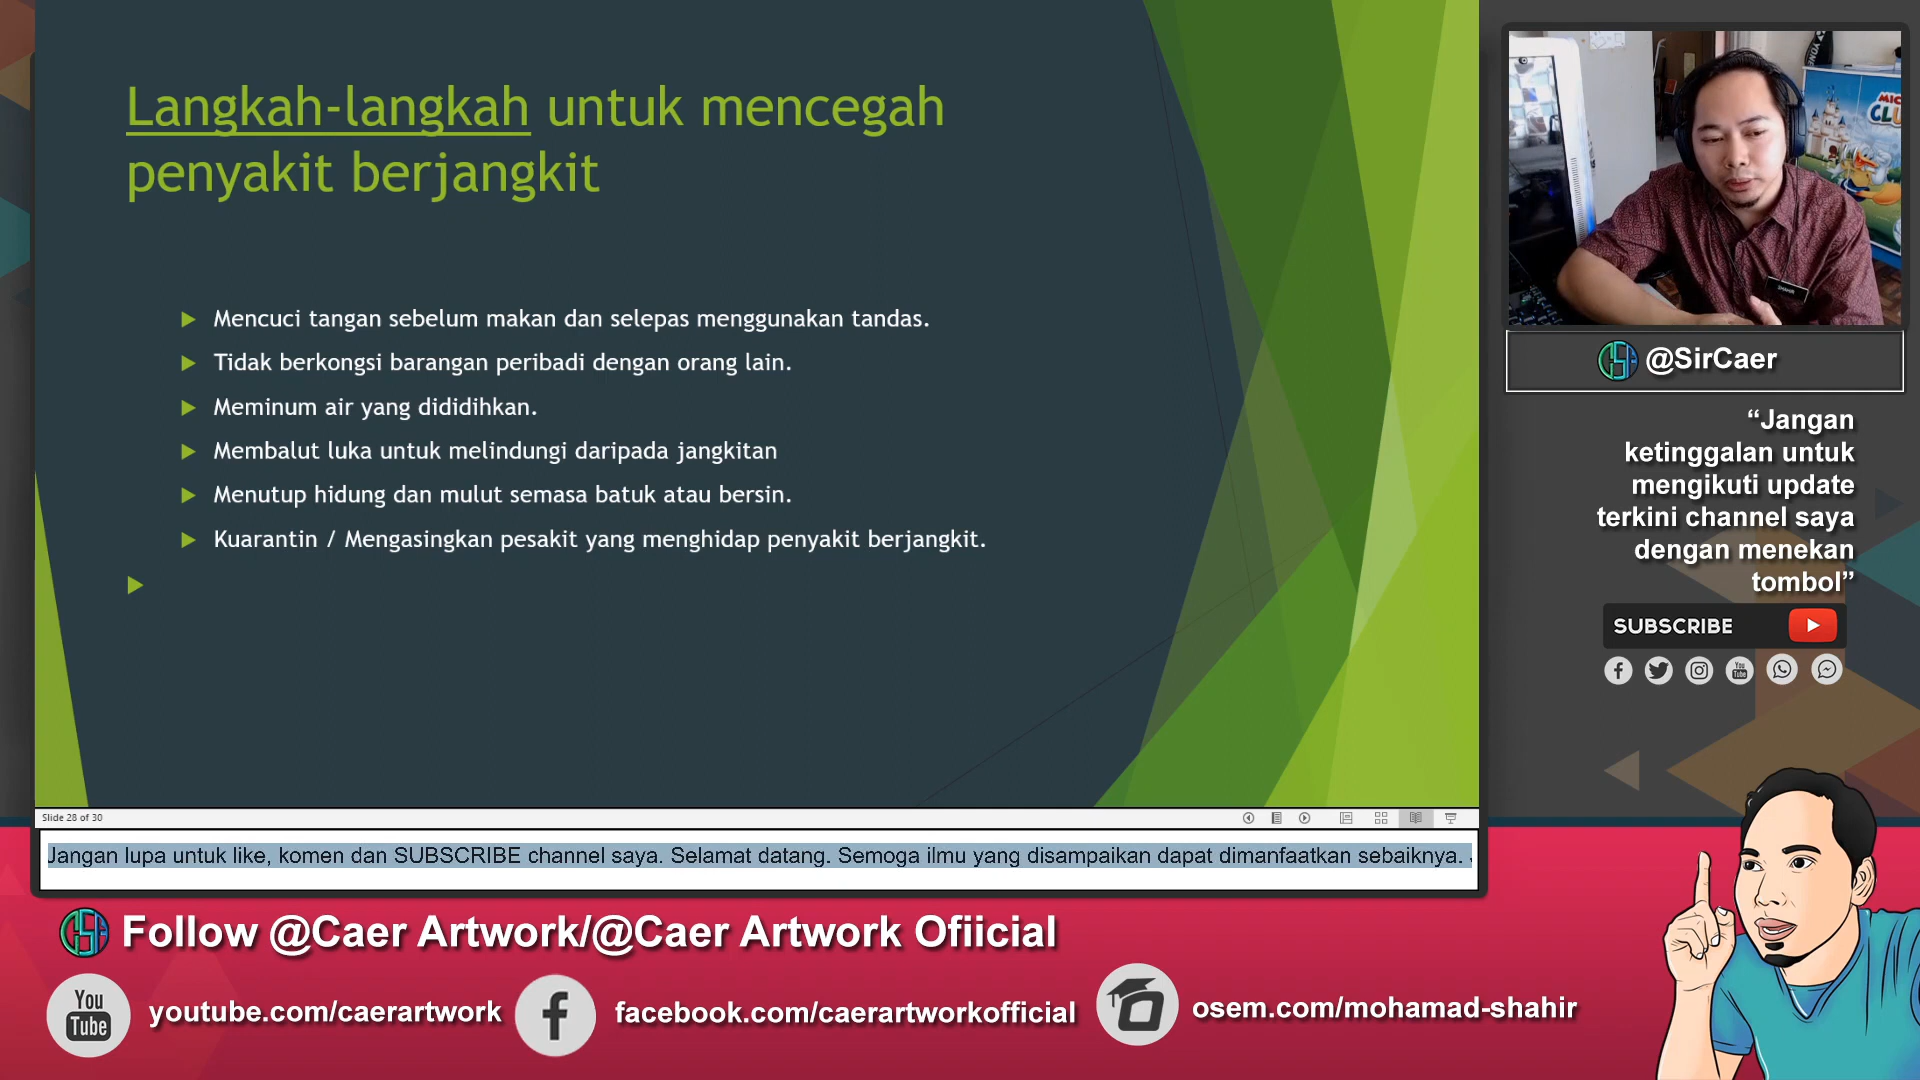 Langkah-langkah untuk mencegah
penyakit berjangkit
Mencuci tangan sebelum makan dan selepas menggunakan tandas.
Tidak berkongsi barangan peribadi dengan orang lain.
Meminum air yang dididihkan.
Membalut luka untuk melindungi daripada jangkitan
Menutup hidung dan mulut semasa batuk atau bersin.
Kuarantin / Mengasingkan pesakit yang menghidap penyakit berjangkit.
Slide 28 of 30
Jangan lupa untuk like, komen dan SUBSCRIBE channel saya. Selamat datang. Semoga ilmu yang disampaikan dapat dimanfaatkan sebaiknya.
@SirCaer
“Jangan
ketinggalan untuk
mengikuti update
terkini channel saya
dengan menekan
tombol”
SUBSCRIBE
You Tube
Follow @Caer Artwork/@Caer Artwork Ofiicial
You
Tube
youtube.com/caerartwork
facebook.com/caerartworkofficial
osem.com/mohamad-shahir